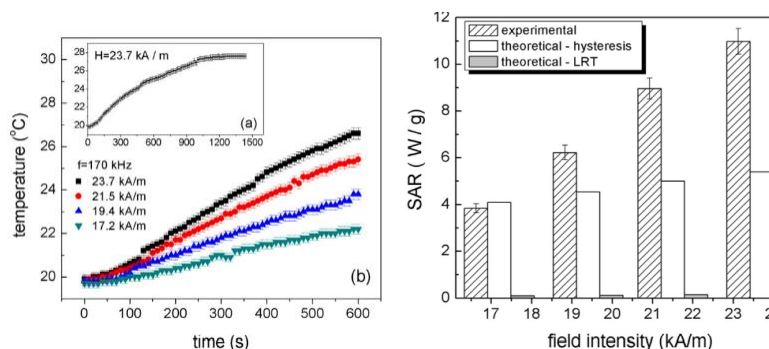 30
28
26
24
22
20
temperature (°C)
28
26
24
22
20
H=23.7 kA / m
(a)
0 300 600 900 1200 1500
f=170 kHz
23.7 kA/m
21.5 kA/m
19.4 kA/m
17.2 kA/m
(b)
0 100 200 300 400 500 600
time (s)
experimental
theoretical - hysteresis
theoretical - LRT
12
10
8
6
4
2
0
SAR ( W / g)
17 18 19 20 21 22 23
field intensity (kA/m)